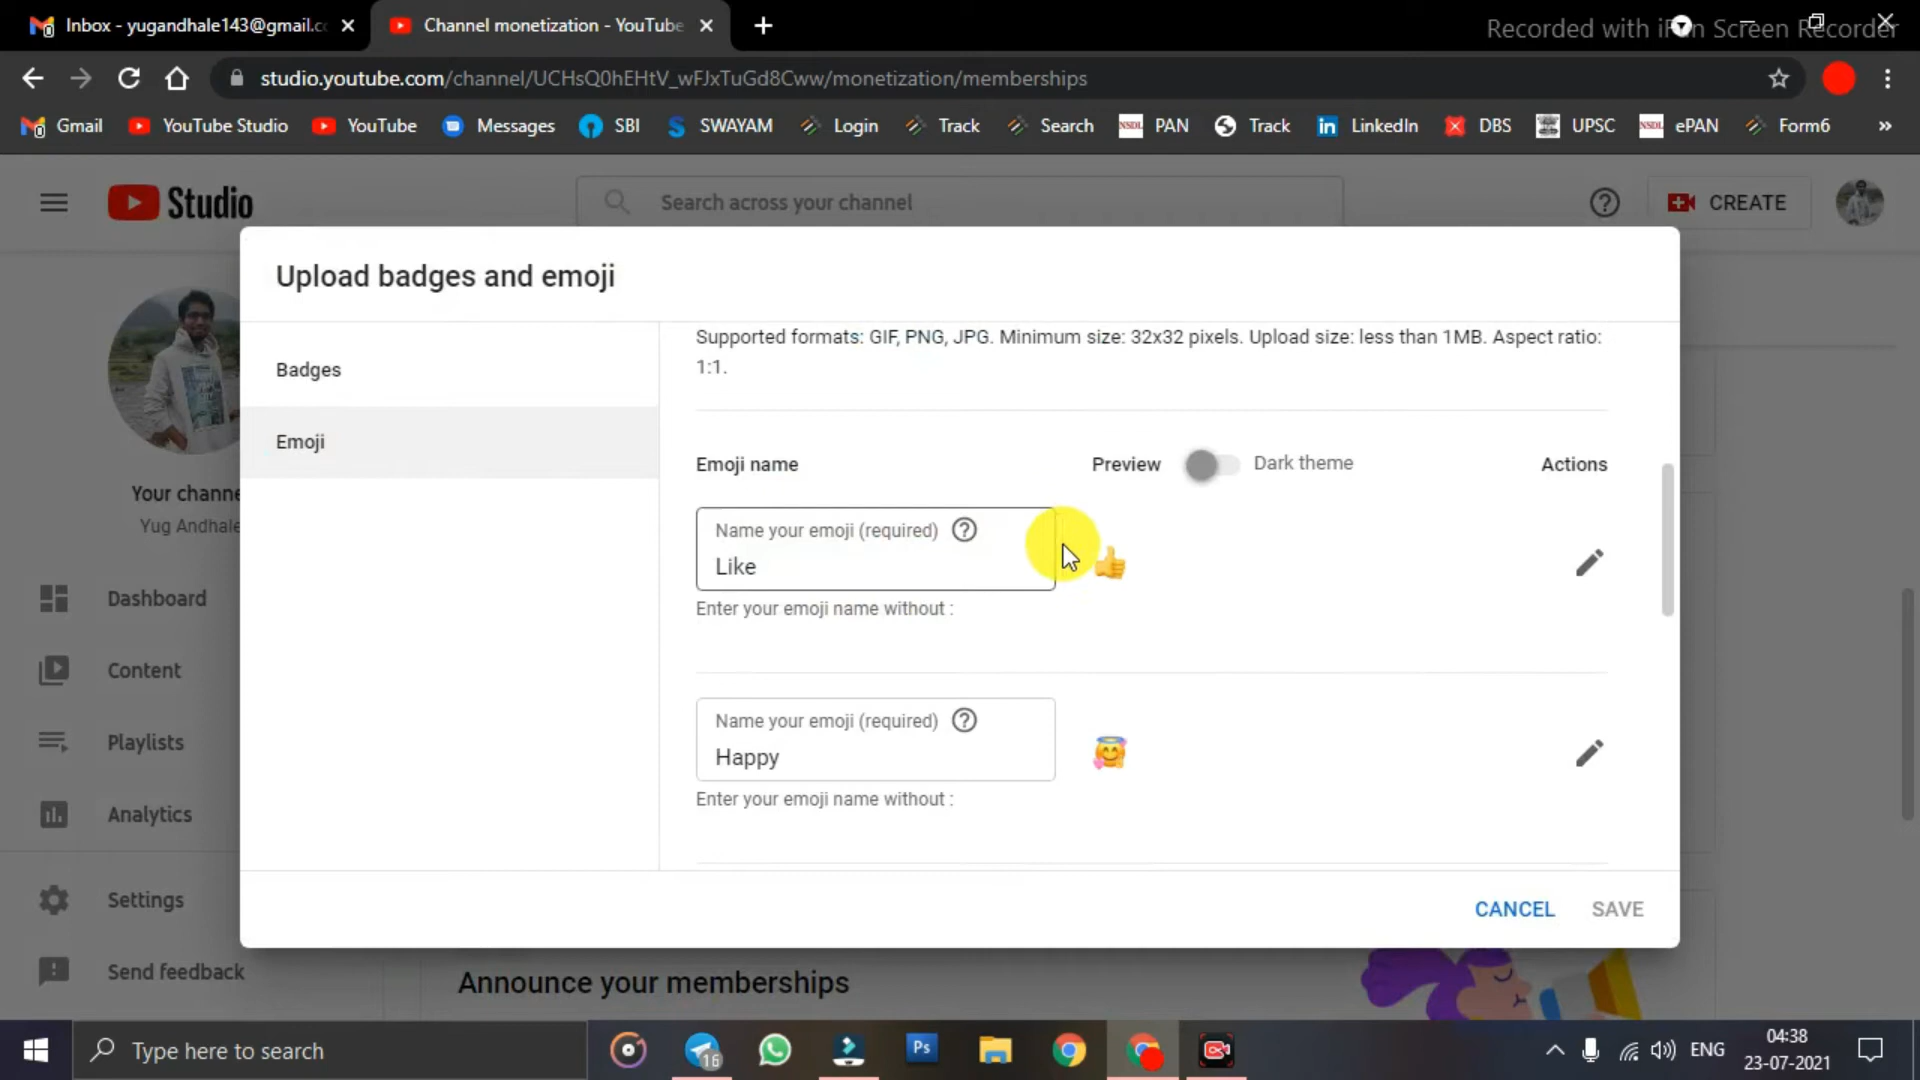 Inbox - yugandhale143@gmail.c
Channel monetization - YouTube
Recorded with iFun Screen Recorder
studio.youtube.com/channel/UCHsQ0hEHtV_wFJxTuGd8Cww/monetization/memberships
Gmail
YouTube Studio
YouTube
Messages
SBI
SWAYAM
Login
Track
Search
PAN
Track
LinkedIn
DBS
UPSC
ePAN
Form6
Studio
Search across your channel
CREATE
Upload badges and emoji
Badges
Emoji
Supported formats: GIF, PNG, JPG. Minimum size: 32x32 pixels. Upload size: less than 1MB. Aspect ratio:
1:1.
Emoji name
Preview
Dark theme
Actions
Name your emoji (required)
Like
Enter your emoji name without :
Name your emoji (required)
Happy
Enter your emoji name without :
CANCEL
SAVE
Your channe
Yug Andhale
Dashboard
Content
Playlists
Analytics
Settings
Send feedback
Announce your memberships
Type here to search
16
Ps
ENG
04:38
23-07-2021